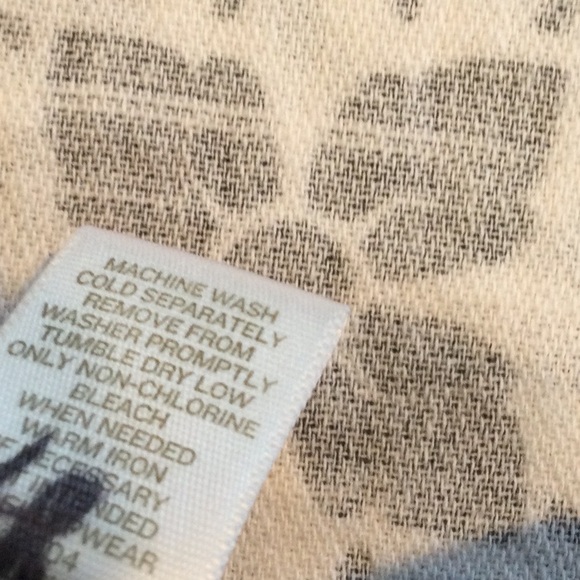 MACHINE WASH
COLD SEPARATELY
REMOVE FROM
WASHER PROMPTLY
TUMBLE DRY LOW
ONLY NON-CHLORINE
BLEACH
WHEN NEEDED
WARM IRON
NECESSARY
INTENDED
WEAR
04